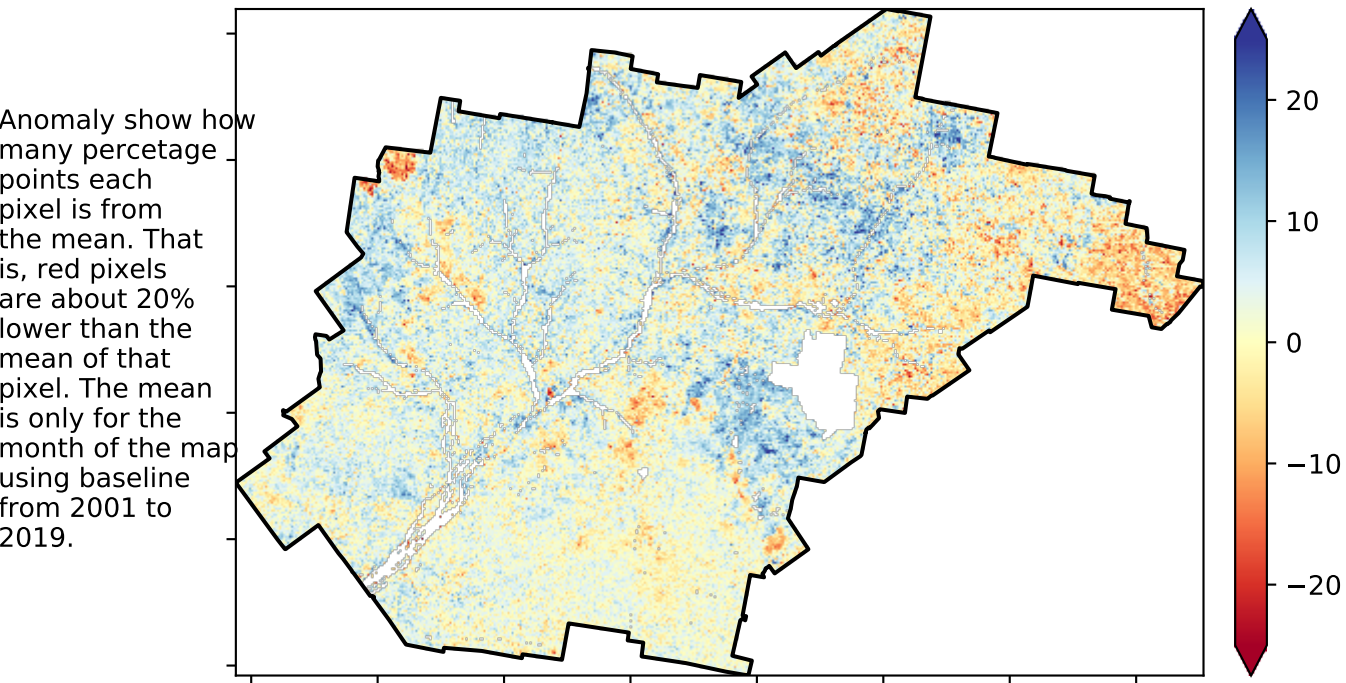 Anomaly show how
many percetage
points each
pixel is from
the mean. That
is, red pixels
are about 20%
lower than the
mean of that
pixel. The mean
is only for the
month of the map
using baseline
from 2001 to
2019.
20
10
0
−10
−20